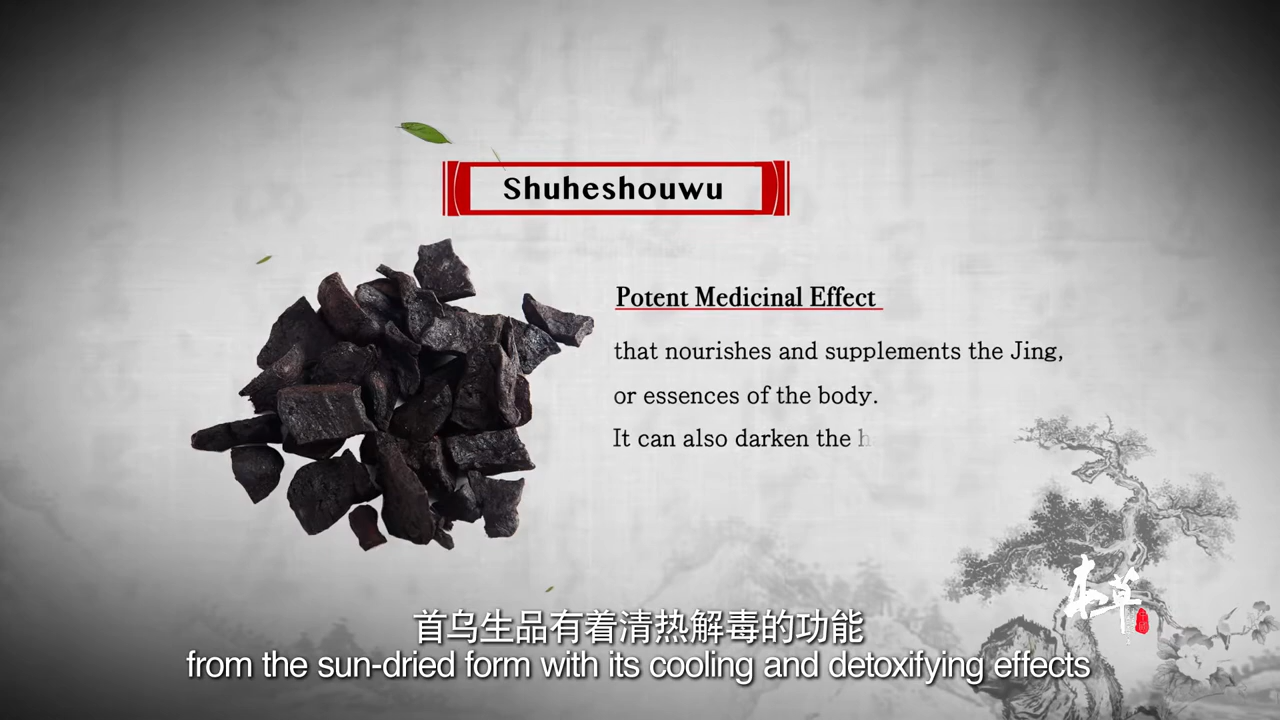 Shuheshouwu
Potent Medicinal Effect
that nourishes and supplements the Jing,
or essences of the body.
It can also darken the h
本草
首乌生品有着清热解毒的功能
from the sun-dried form with its cooling and detoxifying effects